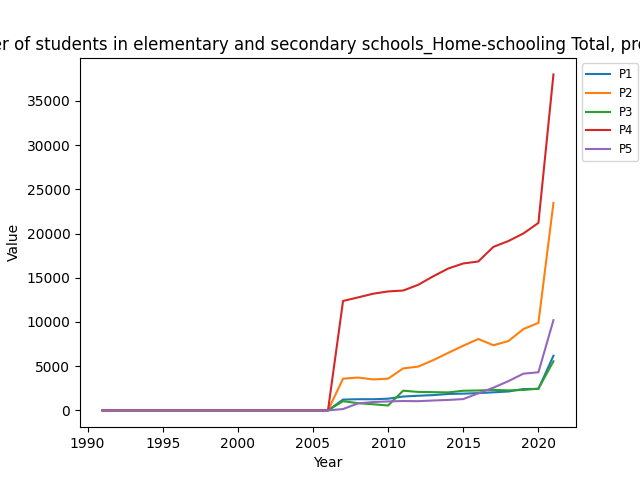 er of students in elementary and secondary schools_Home-schooling Total, pr
P1
P2
P3
P4
P5
35000
30000
25000
20000
15000
10000
5000
0
Value
1990 1995 2000 2005 2010 2015 2020
Year